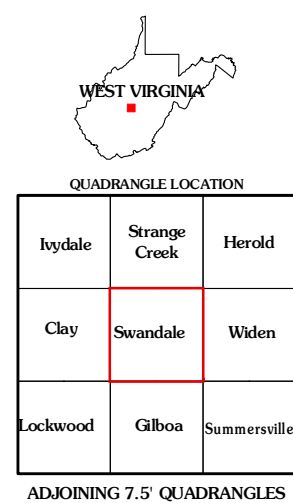 WEST VIRGINIA
QUADRANGLE LOCATION
Ivydale
Strange
Creek
Herold
Clay
Swandale
Widen
Lockwood
Gilboa
Summersville
ADJOINING 7.5' QUADRANGLES